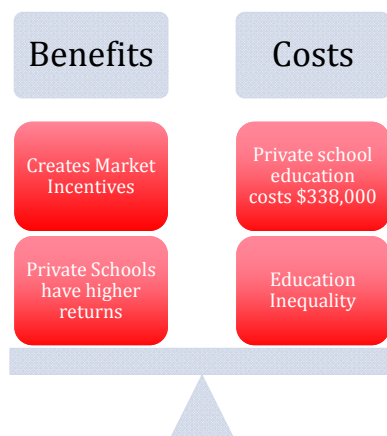 Benefits
Costs
Creates Market
Incentives
Private school
education
costs $338,000
Private Schools
have higher
returns
Education
Inequality